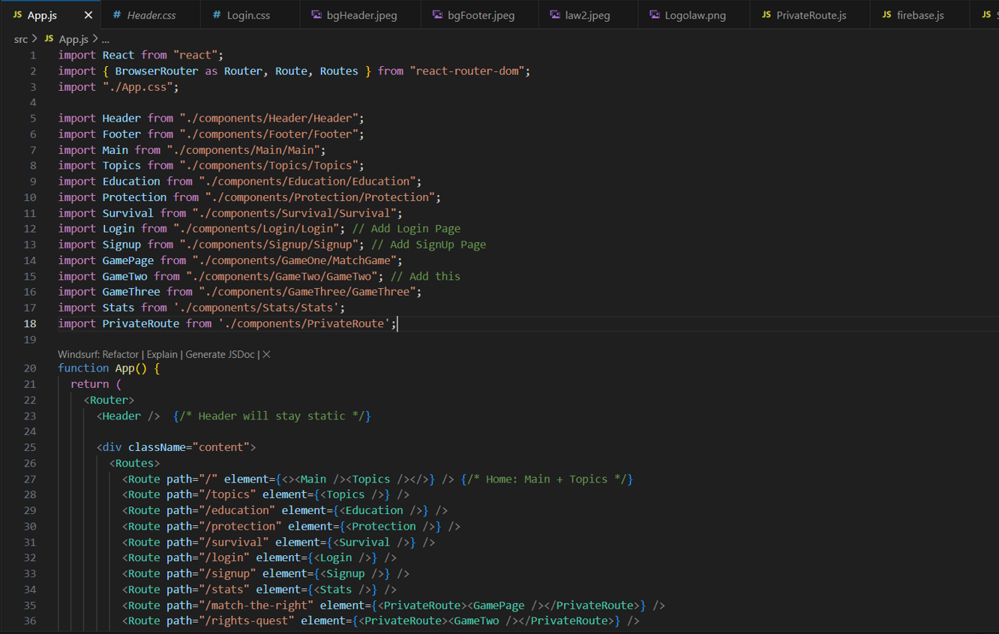 JS App.js × # Header.css # Login.css bgHeader.jpeg bgFooter.jpeg law2.jpeg Logolaw.png JS PrivateRoute.js JS firebase.js JS
src > JS App.js > ...
1 import React from "react";
2 import { BrowserRouter as Router, Route, Routes } from "react-router-dom";
3 import "./App.css";
4
5 import Header from "./components/Header/Header";
6 import Footer from "./components/Footer/Footer";
7 import Main from "./components/Main/Main";
8 import Topics from "./components/Topics/Topics";
9 import Education from "./components/Education/Education";
10 import Protection from "./components/Protection/Protection";
11 import Survival from "./components/Survival/Survival";
12 import Login from "./components/Login/Login"; // Add Login Page
13 import Signup from "./components/Signup/Signup"; // Add SignUp Page
14 import GamePage from "./components/GameOne/MatchGame";
15 import GameTwo from "./components/GameTwo/GameTwo"; // Add this
16 import GameThree from "./components/GameThree/GameThree";
17 import Stats from './components/Stats/Stats';
18 import PrivateRoute from './components/PrivateRoute';
19
Windsurf: Refactor | Explain | Generate JSDoc | ×
20 function App() {
21 return (
22 <Router>
23 <Header /> {/* Header will stay static */}
24
25 <div className="content">
26 <Routes>
27 <Route path="/" element={<><Main /><Topics /></>} /> {/* Home: Main + Topics */}
28 <Route path="/topics" element={<Topics />} />
29 <Route path="/education" element={<Education />} />
30 <Route path="/protection" element={<Protection />} />
31 <Route path="/survival" element={<Survival />} />
32 <Route path="/login" element={<Login />} />
33 <Route path="/signup" element={<Signup />} />
34 <Route path="/stats" element={<Stats />} />
35 <Route path="/match-the-right" element={<PrivateRoute><GamePage /></PrivateRoute>} />
36 <Route path="/rights-quest" element={<PrivateRoute><GameTwo /></PrivateRoute>} />